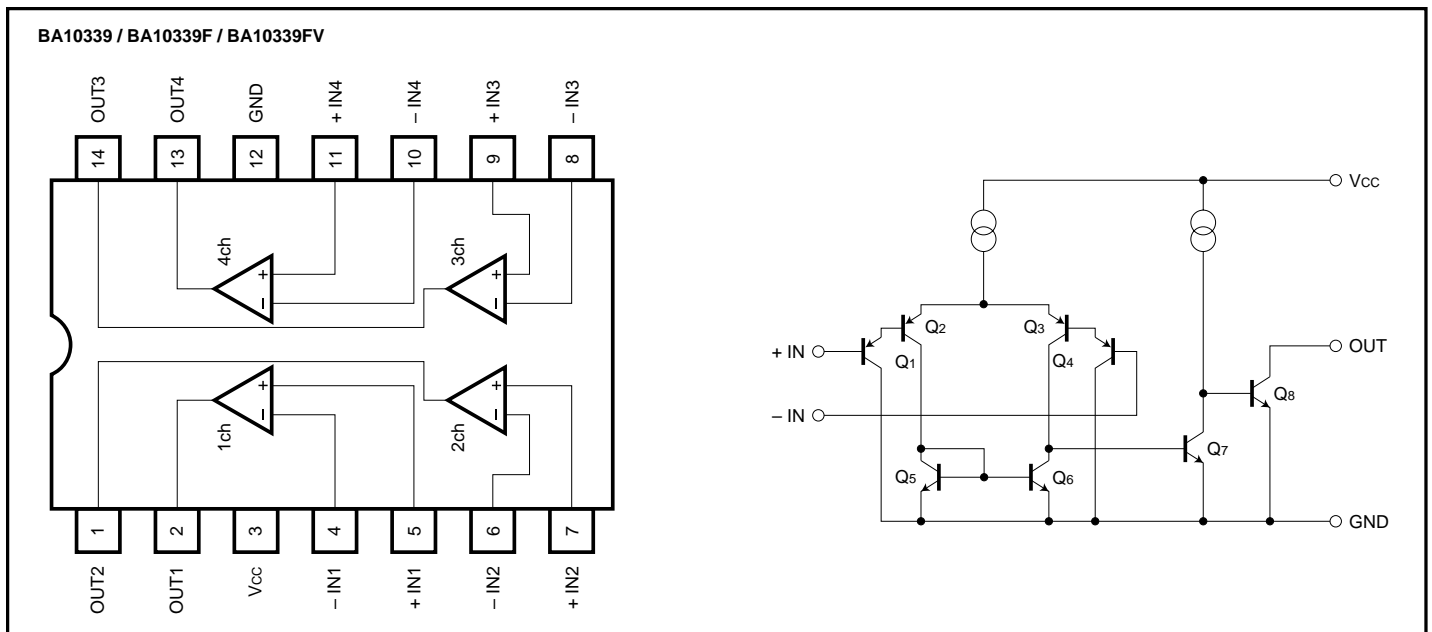 BA10339 / BA10339F / BA10339FV
OUT3
OUT4
GND
+ IN4
– IN4
+ IN3
– IN3
14
13
12
11
10
9
8
4ch
+
–
3ch
+
–
1ch
+
–
2ch
+
–
1
2
3
4
5
6
7
OUT2
OUT1
VCC
– IN1
+ IN1
– IN2
+ IN2
VCC
Q2
Q3
+ IN
Q1
Q4
OUT
– IN
Q8
Q7
Q5
Q6
GND